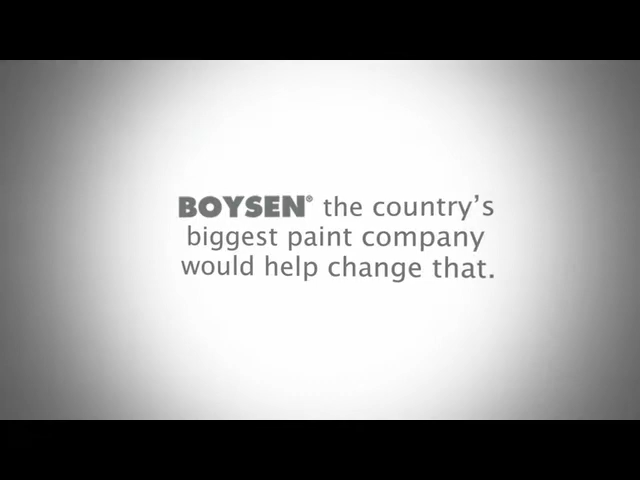 BOYSEN® the country's
biggest paint company
would help change that.